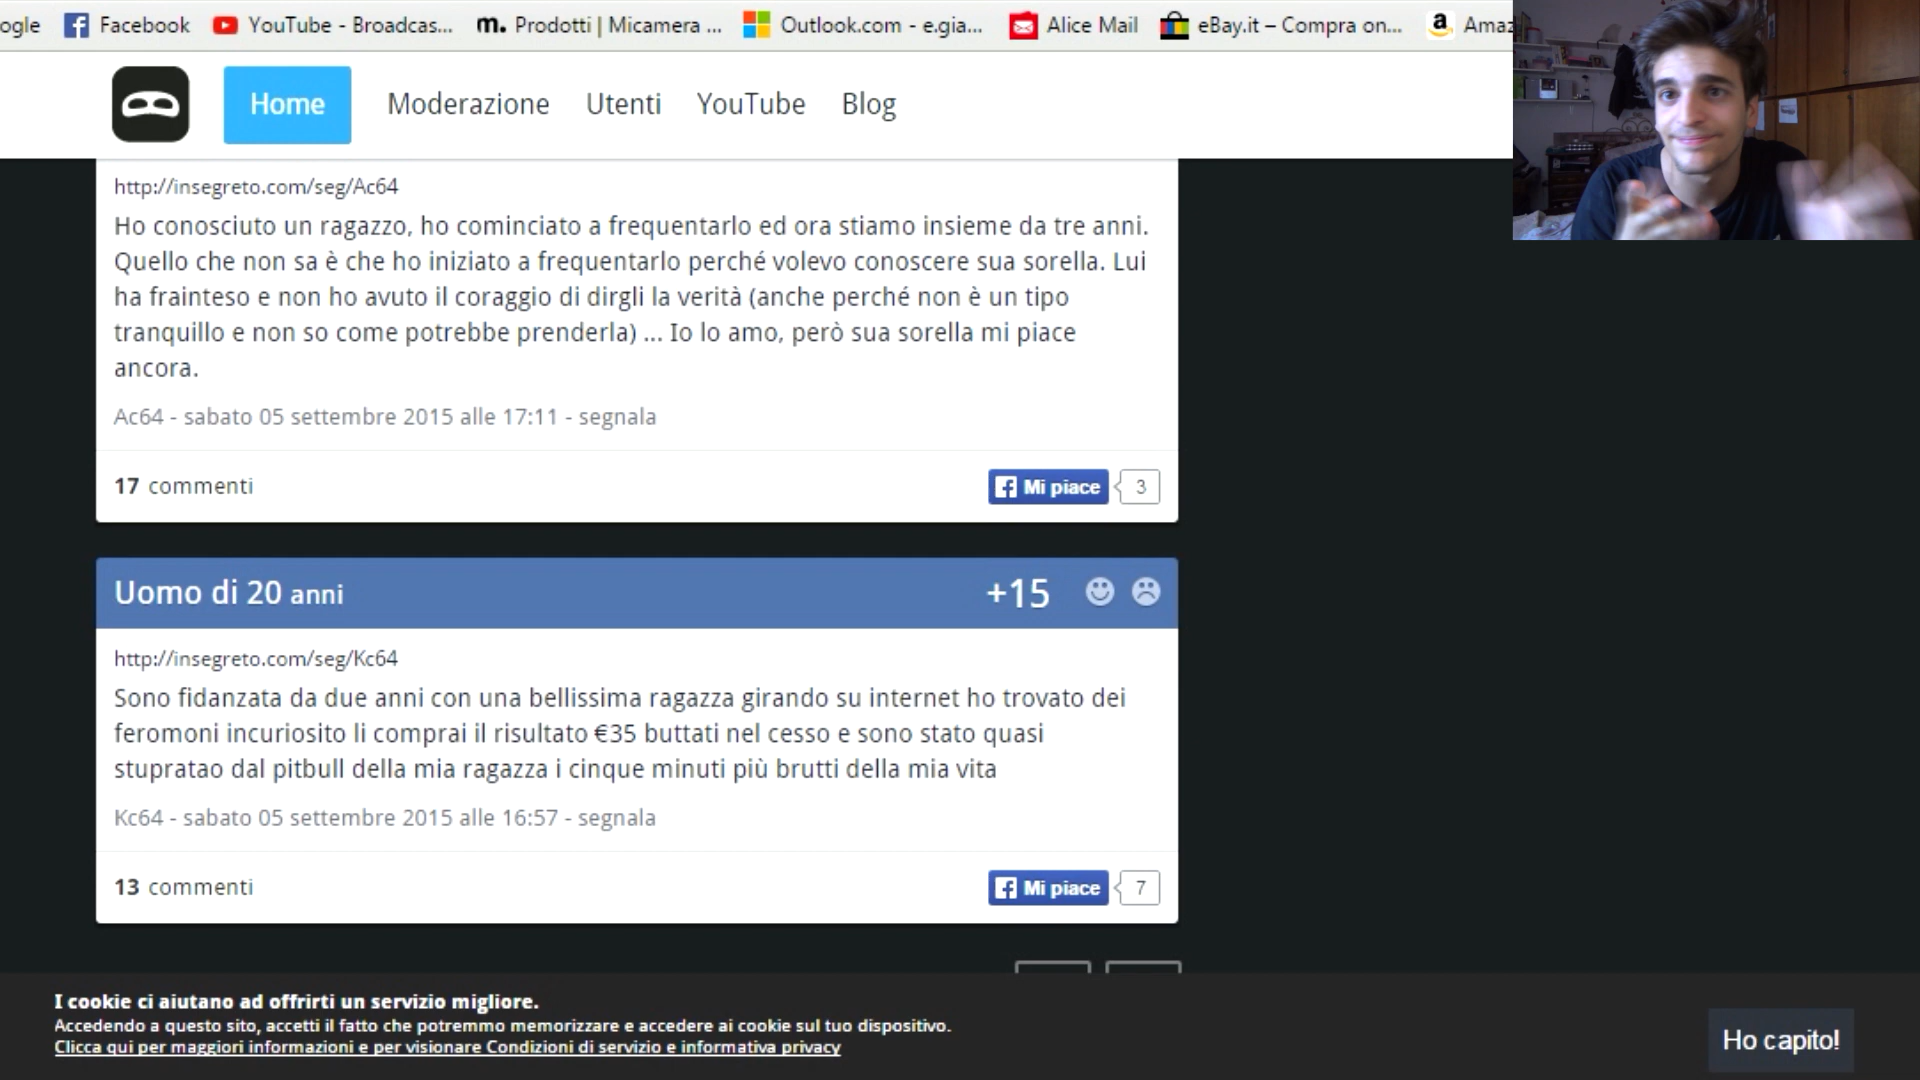 ogle Facebook YouTube - Broadcas... m. Prodotti | Micamera ... Outlook.com - e.gia... Alice Mail eBay.it – Compra on... a Amaz
Home Moderazione Utenti YouTube Blog
http://insegreto.com/seg/Ac64
Ho conosciuto un ragazzo, ho cominciato a frequentarlo ed ora stiamo insieme da tre anni.
Quello che non sa è che ho iniziato a frequentarlo perché volevo conoscere sua sorella. Lui
ha frainteso e non ho avuto il coraggio di dirgli la verità (anche perché non è un tipo
tranquillo e non so come potrebbe prenderla) ... Io lo amo, però sua sorella mi piace
ancora.
Ac64 - sabato 05 settembre 2015 alle 17:11 - segnala
17 commenti Mi piace 3
Uomo di 20 anni +15
http://insegreto.com/seg/Kc64
Sono fidanzata da due anni con una bellissima ragazza girando su internet ho trovato dei
feromoni incuriosito li comprai il risultato €35 buttati nel cesso e sono stato quasi
stupratao dal pitbull della mia ragazza i cinque minuti più brutti della mia vita
Kc64 - sabato 05 settembre 2015 alle 16:57 - segnala
13 commenti Mi piace 7
I cookie ci aiutano ad offrirti un servizio migliore.
Accedendo a questo sito, accetti il fatto che potremmo memorizzare e accedere ai cookie sul tuo dispositivo.
Clicca qui per maggiori informazioni e per visionare Condizioni di servizio e informativa privacy
Ho capito!